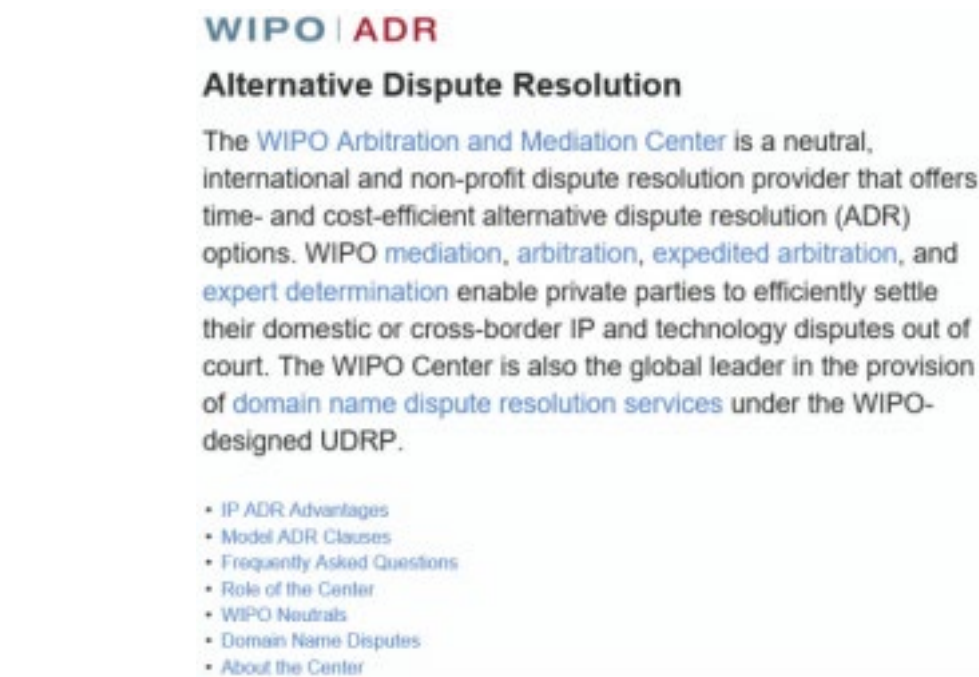 WIPO | ADR
Alternative Dispute Resolution
The WIPO Arbitration and Mediation Center is a neutral,
international and non-profit dispute resolution provider that offers
time- and cost-efficient alternative dispute resolution (ADR)
options. WIPO mediation, arbitration, expedited arbitration, and
expert determination enable private parties to efficiently settle
their domestic or cross-border IP and technology disputes out of
court. The WIPO Center is also the global leader in the provision
of domain name dispute resolution services under the WIPO-
designed UDRP.
• IP ADR Advantages
• Model ADR Clauses
• Frequently Asked Questions
• Role of the Center
• WIPO Neutrals
• Domain Name Disputes
• About the Center